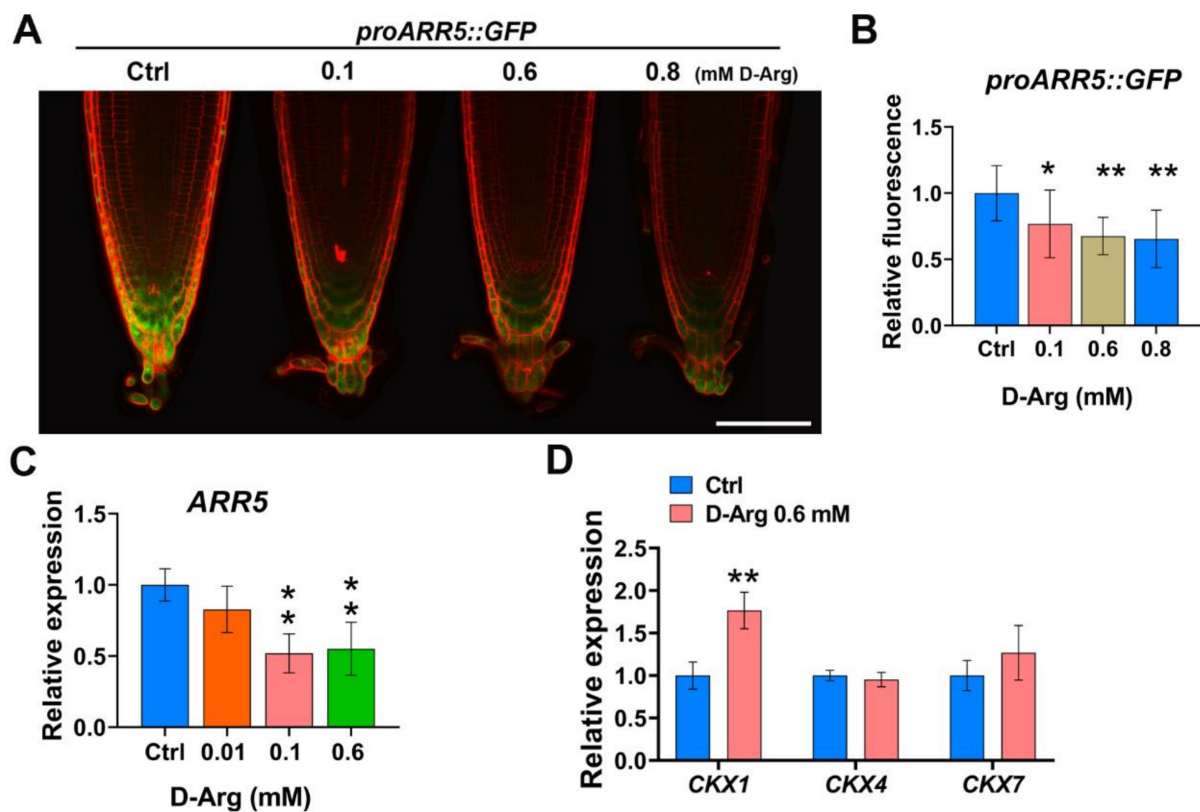 A
proARR5::GFP
Ctrl 0.1 0.6 0.8 (mM D-Arg)
B
proARR5::GFP
Relative fluorescence
1.5
1.0
0.5
0.0
* ** **
Ctrl 0.1 0.6 0.8
D-Arg (mM)
C
ARR5
Relative expression
1.5
1.0
0.5
0.0
** **
Ctrl 0.01 0.1 0.6
D-Arg (mM)
D
Ctrl
D-Arg 0.6 mM
Relative expression
2.5
2.0
1.5
1.0
0.5
0.0
**
CKX1 CKX4 CKX7